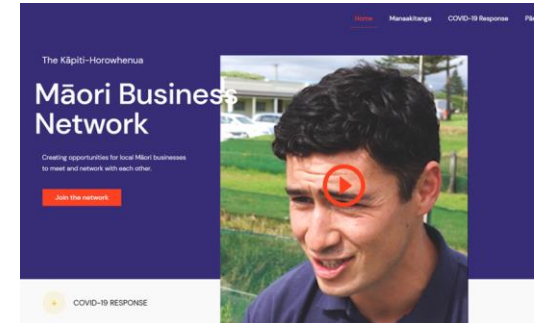 Home Manaakitanga COVID-19 Response
The Kāpiti-Horowhenua
Māori Business
Network
Creating opportunities for local Māori businesses
to meet and network with each other.
Join the network
COVID-19 RESPONSE